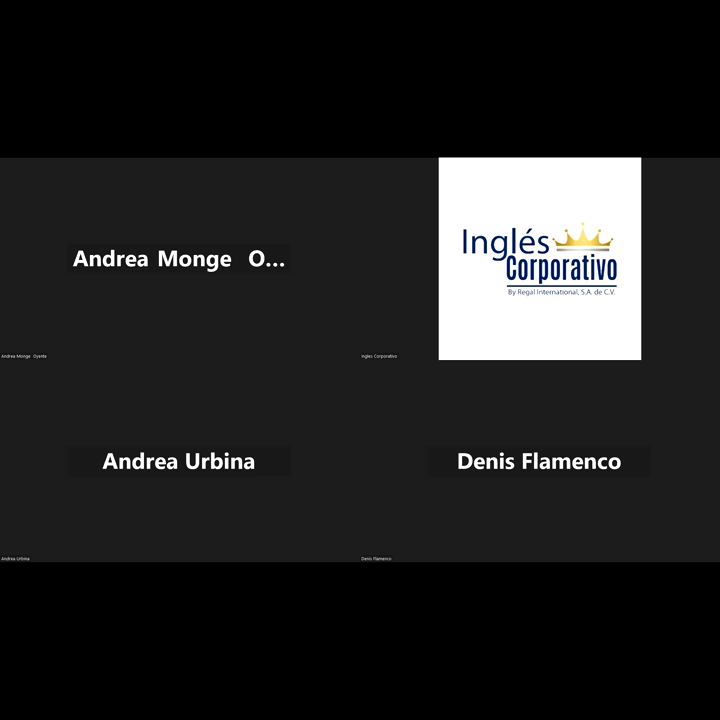 Andrea Monge O...
Inglés
Corporativo
By Regal International, S.A. de C.V.
Andrea Monge Oyente
Ingles Corporativo
Andrea Urbina
Denis Flamenco
Andrea Urbina
Denis Flamenco